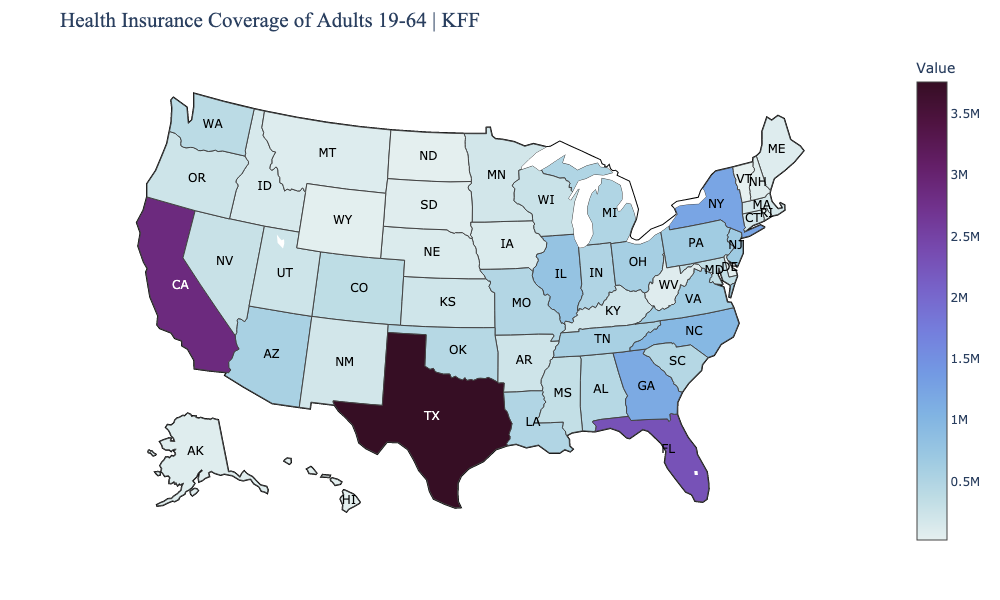 Health Insurance Coverage of Adults 19-64 | KFF
Value
3.5M
3M
2.5M
2M
1.5M
1M
0.5M
WA
OR
ID
MT
ND
MN
ME
WY
SD
WI
MI
VT
NH
NY
MA
CT
RI
CA
NV
UT
CO
NE
IA
IL
IN
OH
PA
NJ
MD
DE
WV
VA
KS
MO
KY
AZ
NM
OK
AR
TN
NC
SC
TX
LA
MS
AL
GA
FL
AK
HI